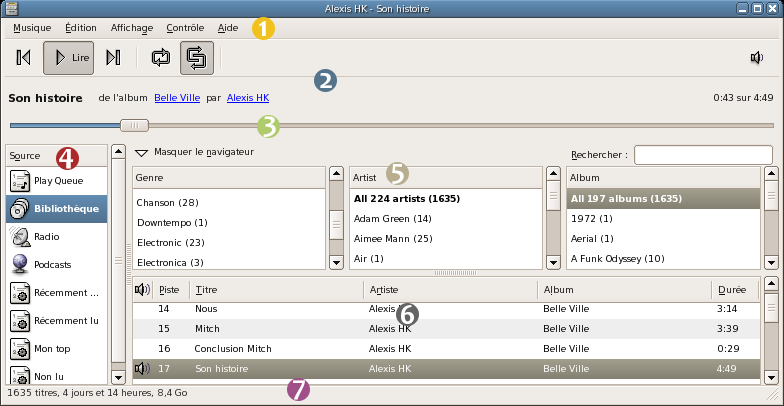 Alexis HK - Son histoire
Musique Édition Affichage Contrôle Aide 1
Lire
2
Son histoire de l'album Belle Ville par Alexis HK 0:43 sur 4:49
3
Source 4
Play Queue
Bibliothèque
Radio
Podcasts
Récemment ...
Récemment lu
Mon top
Non lu
Masquer le navigateur Rechercher :
Genre
Chanson (28)
Downtempo (1)
Electronic (23)
Electronica (3)
Artist 5
All 224 artists (1635)
Adam Green (14)
Aimee Mann (25)
Air (1)
Album
All 197 albums (1635)
1972 (1)
Aerial (1)
A Funk Odyssey (10)
Piste Titre Artiste Album Durée
14 Nous Alexis Belle Ville 3:14
6
15 Mitch Alexis HK Belle Ville 3:39
16 Conclusion Mitch Alexis HK Belle Ville 0:29
17 Son histoire Alexis HK Belle Ville 4:49
1635 titres, 4 jours et 14 heures, 8,4 Go 7